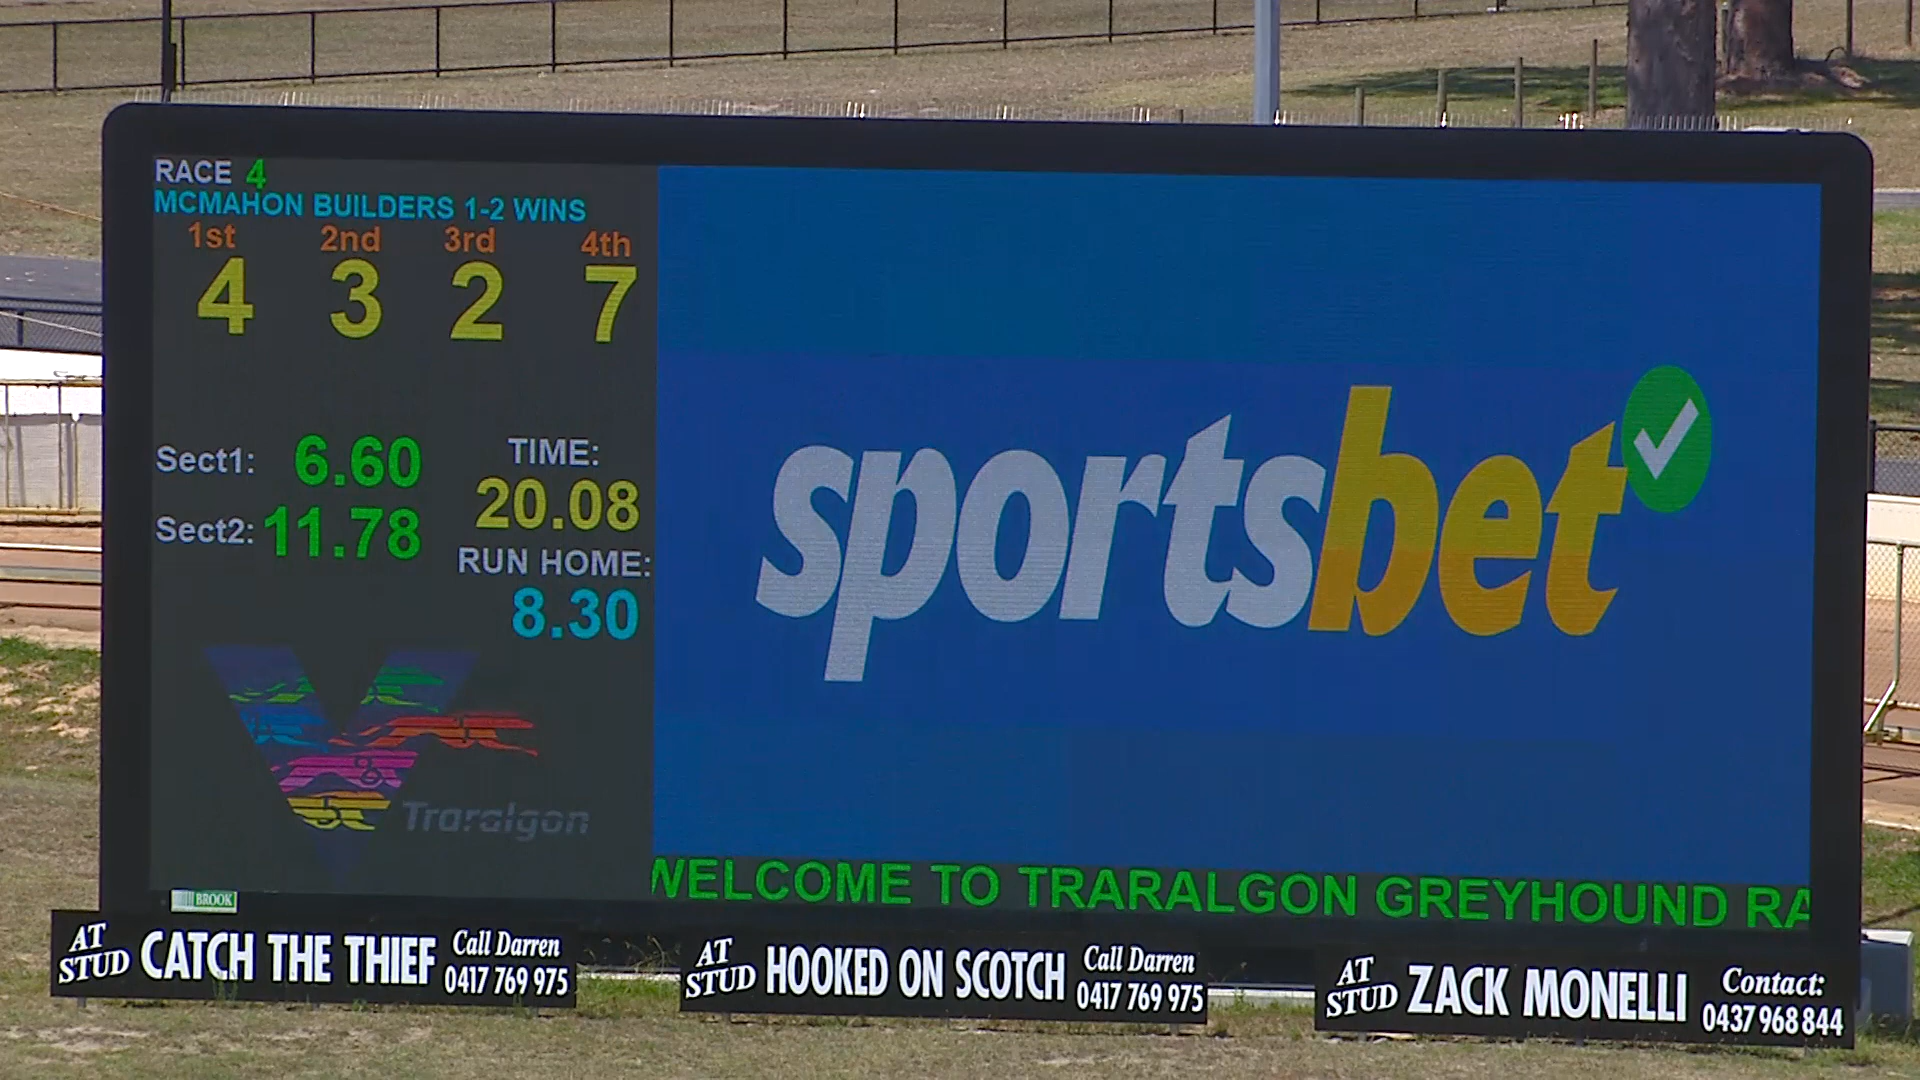 RACE 4
MCMAHON BUILDERS 1-2 WINS
1st 2nd 3rd 4th
4 3 2 7
Sect1: 6.60
Sect2: 11.78
TIME:
20.08
RUN HOME:
8.30
Traralgon
sportsbet
WELCOME TO TRARALGON GREYHOUND RA
BROOK
AT STUD CATCH THE THIEF Call Darren 0417 769 975
AT STUD HOOKED ON SCOTCH Call Darren 0417 769 975
AT STUD ZACK MONELLI Contact: 0437 968 844